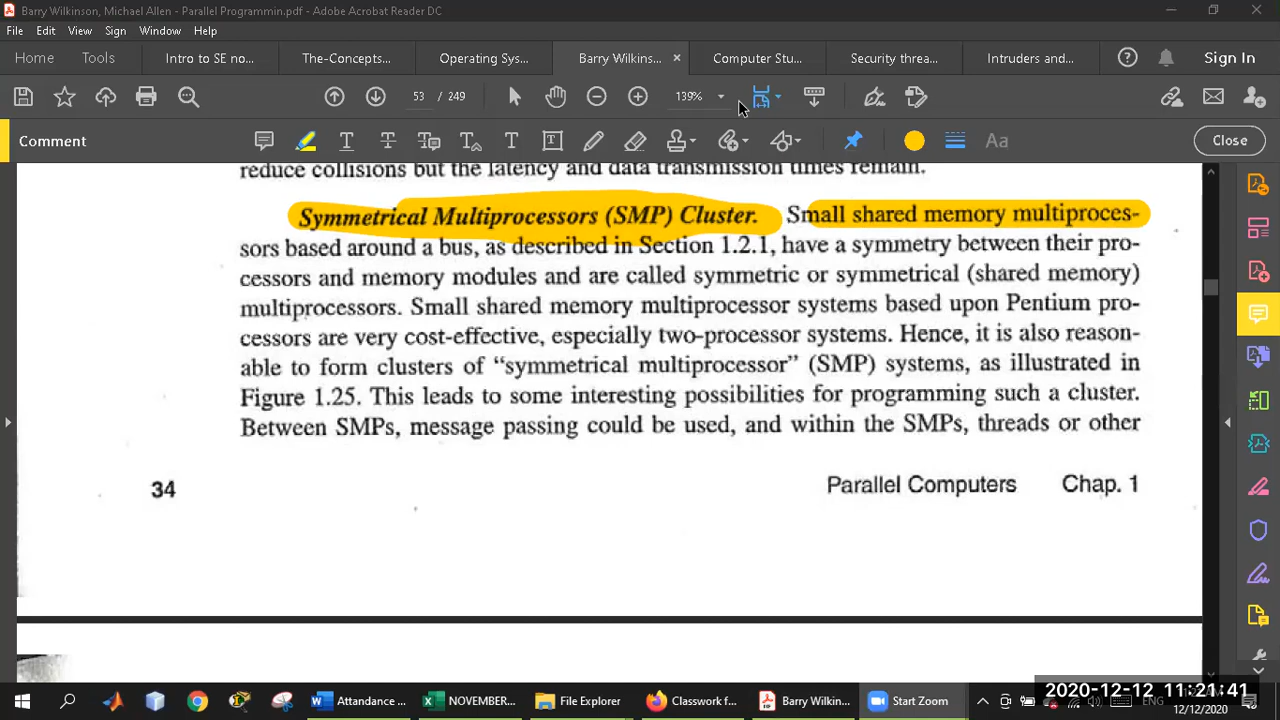 Barry Wilkinson, Michael Allen - Parallel Programmin.pdf - Adobe Acrobat Reader DC
File Edit View Sign Window Help
Home Tools Intro to SE no... The-Concepts... Operating Sys... Barry Wilkins... × Computer Stu... Security threa... Intruders and... Sign In
53 / 249 139%
Comment Aa Close
reduce collisions but the latency and data transmission times remain.
Symmetrical Multiprocessors (SMP) Cluster. Small shared memory multiproces-
sors based around a bus, as described in Section 1.2.1, have a symmetry between their pro-
cessors and memory modules and are called symmetric or symmetrical (shared memory)
multiprocessors. Small shared memory multiprocessor systems based upon Pentium pro-
cessors are very cost-effective, especially two-processor systems. Hence, it is also reason-
able to form clusters of “symmetrical multiprocessor” (SMP) systems, as illustrated in
Figure 1.25. This leads to some interesting possibilities for programming such a cluster.
Between SMPs, message passing could be used, and within the SMPs, threads or other
34 Parallel Computers Chap. 1
Attendance NOVEMBER... File Explorer Classwork f... Barry Wilkin... Start Zoom ENG
2020-12-12 11:21:41
12/12/2020